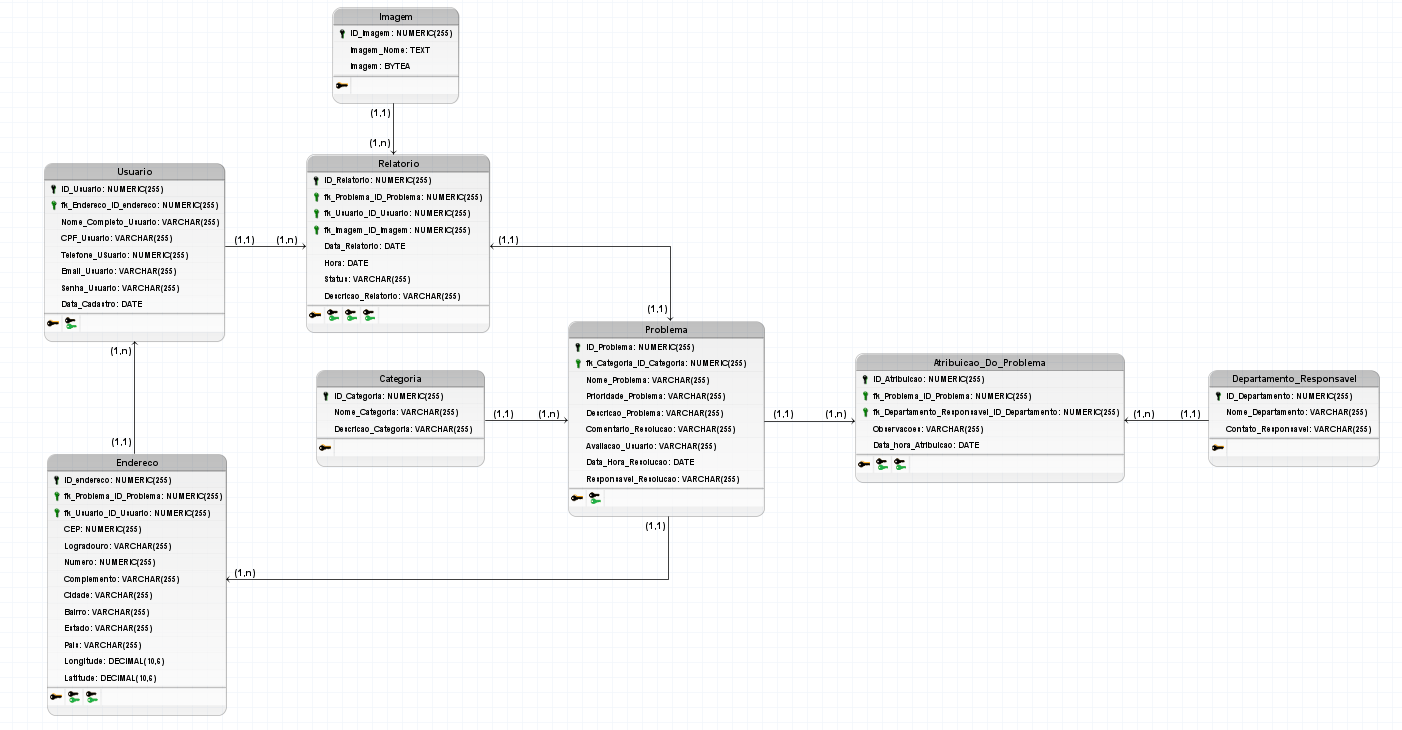 Imagem
ID_Imagem: NUMERIC(255)
Imagem_Nome: TEXT
Imagem: BYTEA
(1,1)
(1,n)
Usuario
ID_Usuario: NUMERIC(255)
fk_Endereco_ID_endereco: NUMERIC(255)
Nome_Completo_Usuario: VARCHAR(255)
CPF_Usuario: VARCHAR(255)
Telefone_USuario: NUMERIC(255)
Email_Usuario: VARCHAR(255)
Senha_Usuario: VARCHAR(255)
Data_Cadastro: DATE
(1,1)
(1,n)
Relatorio
ID_Relatorio: NUMERIC(255)
fk_Problema_ID_Problema: NUMERIC(255)
fk_Usuario_ID_Usuario: NUMERIC(255)
fk_Imagem_ID_Imagem: NUMERIC(255)
Data_Relatorio: DATE
Hora: DATE
Status: VARCHAR(255)
Descricao_Relatorio: VARCHAR(255)
(1,1)
(1,1)
(1,n)
(1,1)
Categoria
ID_Categoria: NUMERIC(255)
Nome_Categoria: VARCHAR(255)
Descricao_Categoria: VARCHAR(255)
(1,1)
(1,n)
Problema
ID_Problema: NUMERIC(255)
fk_Categoria_ID_Categoria: NUMERIC(255)
Nome_Problema: VARCHAR(255)
Prioridade_Problema: VARCHAR(255)
Descricao_Problema: VARCHAR(255)
Comentario_Resolucao: VARCHAR(255)
Avaliacao_Usuario: VARCHAR(255)
Data_Hora_Resolucao: DATE
Responsavel_Resolucao: VARCHAR(255)
(1,1)
(1,n)
Atribuicao_Do_Problema
ID_Atribuicao: NUMERIC(255)
fk_Problema_ID_Problema: NUMERIC(255)
fk_Departamento_Responsavel_ID_Departamento: NUMERIC(255)
Observacoes: VARCHAR(255)
Data_hora_Atribuicao: DATE
(1,n)
(1,1)
Departamento_Responsavel
ID_Departamento: NUMERIC(255)
Nome_Departamento: VARCHAR(255)
Contato_Responsavel: VARCHAR(255)
(1,1)
(1,n)
Endereco
ID_endereco: NUMERIC(255)
fk_Problema_ID_Problema: NUMERIC(255)
fk_Usuario_ID_Usuario: NUMERIC(255)
CEP: NUMERIC(255)
Logradouro: VARCHAR(255)
Numero: NUMERIC(255)
Complemento: VARCHAR(255)
Cidade: VARCHAR(255)
Bairro: VARCHAR(255)
Estado: VARCHAR(255)
Pais: VARCHAR(255)
Longitude: DECIMAL(10,6)
Latitude: DECIMAL(10,6)